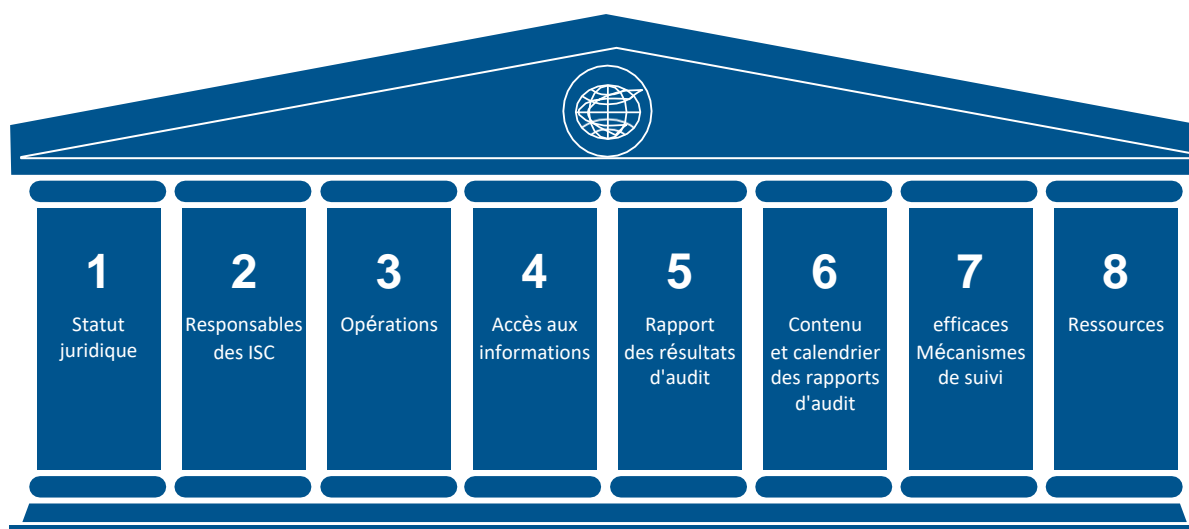 1
Statut
juridique
2
Responsables
des ISC
3
Opérations
4
Accès aux
informations
5
Rapport
des résultats
d'audit
6
Contenu
et calendrier
des rapports
d'audit
7
efficaces
Mécanismes
de suivi
8
Ressources